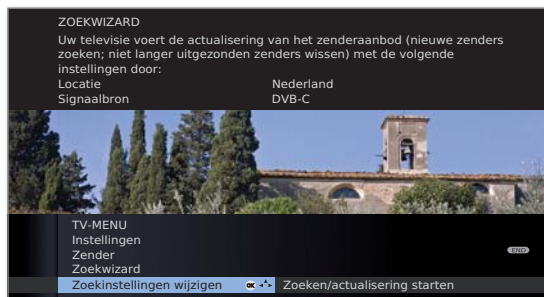 ZOEKWIZARD
Uw televisie voert de actualisering van het zenderaanbod (nieuwe zenders
zoeken; niet langer uitgezonden zenders wissen) met de volgende
instellingen door:
Locatie Nederland
Signaalbron DVB-C
TV-MENU
Instellingen
END
Zender
Zoekwizard
Zoekinstellingen wijzigen OK Zoeken/actualisering starten